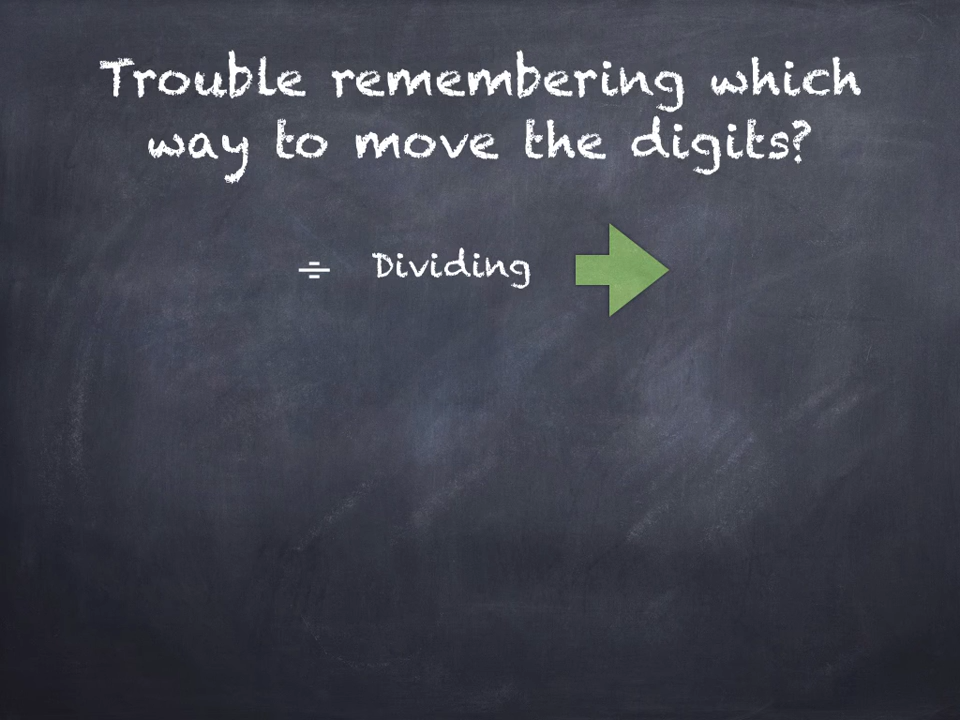 Trouble remembering which
way to move the digits?
÷ Dividing